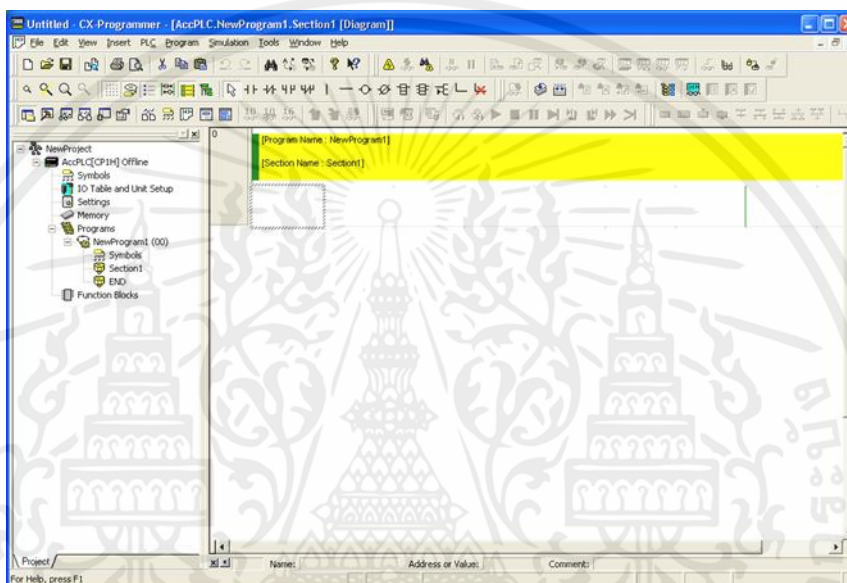 Untitled - CX-Programmer - [AccPLC.NewProgram1.Section1 [Diagram]]
File Edit View Insert PLC Program Simulation Tools Window Help
NewProject
AccPLC[CP1H] Offline
Symbols
IO Table and Unit Setup
Settings
Memory
Programs
NewProgram1 (00)
Symbols
Section1
END
Function Blocks
0
[Program Name : NewProgram1]
[Section Name : Section1]
Project
Name:
Address or Value:
Comment:
For Help, press F1